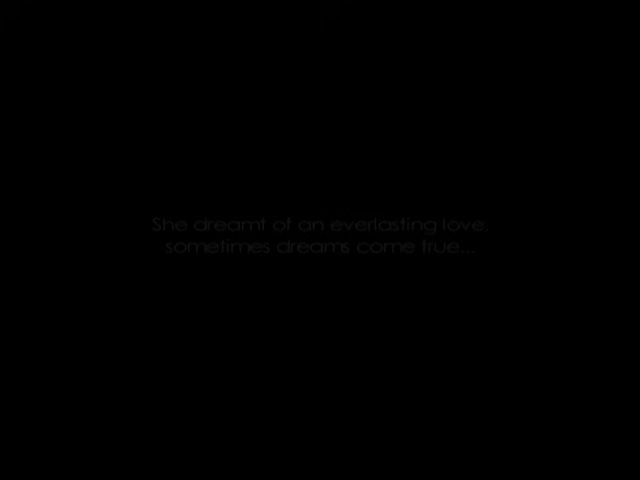 She dreamt of an everlasting love,
sometimes dreams come true...